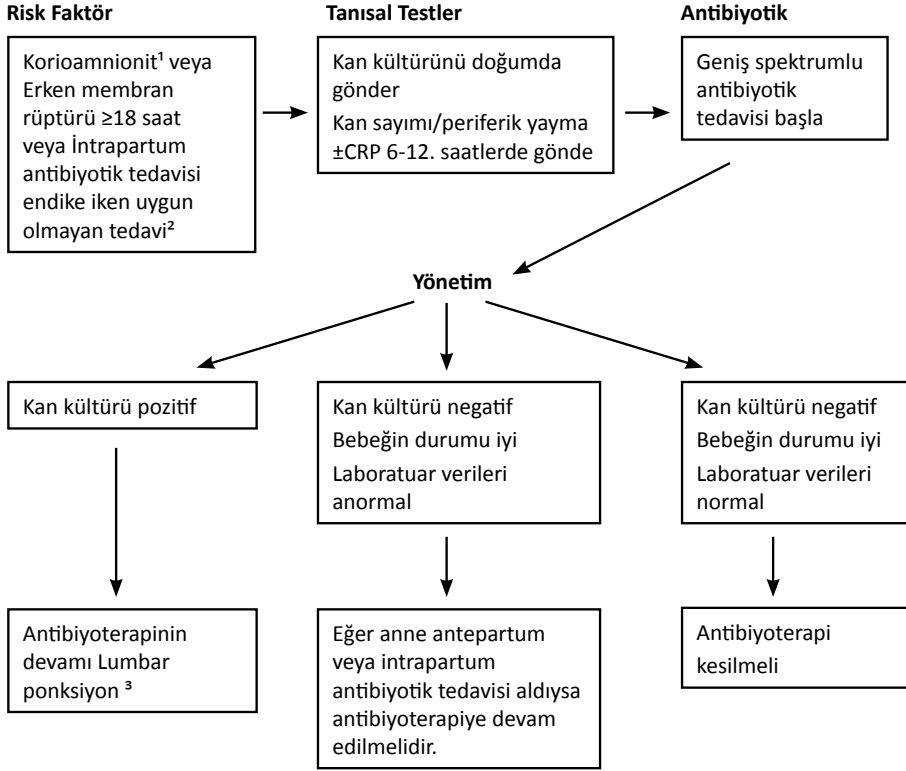 Risk Faktör
Tanısal Testler
Antibiyotik
Korioamnionit¹ veya
Erken membran
rüptürü ≥18 saat
veya İntrapartum
antibiyotik tedavisi
endike iken uygun
olmayan tedavi²
Kan kültürünü doğumda
gönder
Kan sayımı/periferik yayma
±CRP 6-12. saatlerde gönde
Geniş spektrumlu
antibiyotik
tedavisi başla
Yönetim
Kan kültürü pozitif
Kan kültürü negatif
Bebeğin durumu iyi
Laboratuar verileri
anormal
Kan kültürü negatif
Bebeğin durumu iyi
Laboratuar verileri
normal
Antibiyoterapinin
devamı Lumbar
ponksiyon ³
Eğer anne antepartum
veya intrapartum
antibiyotik tedavisi aldıysa
antibiyoterapiye devam
edilmelidir.
Antibiyoterapi
kesilmeli